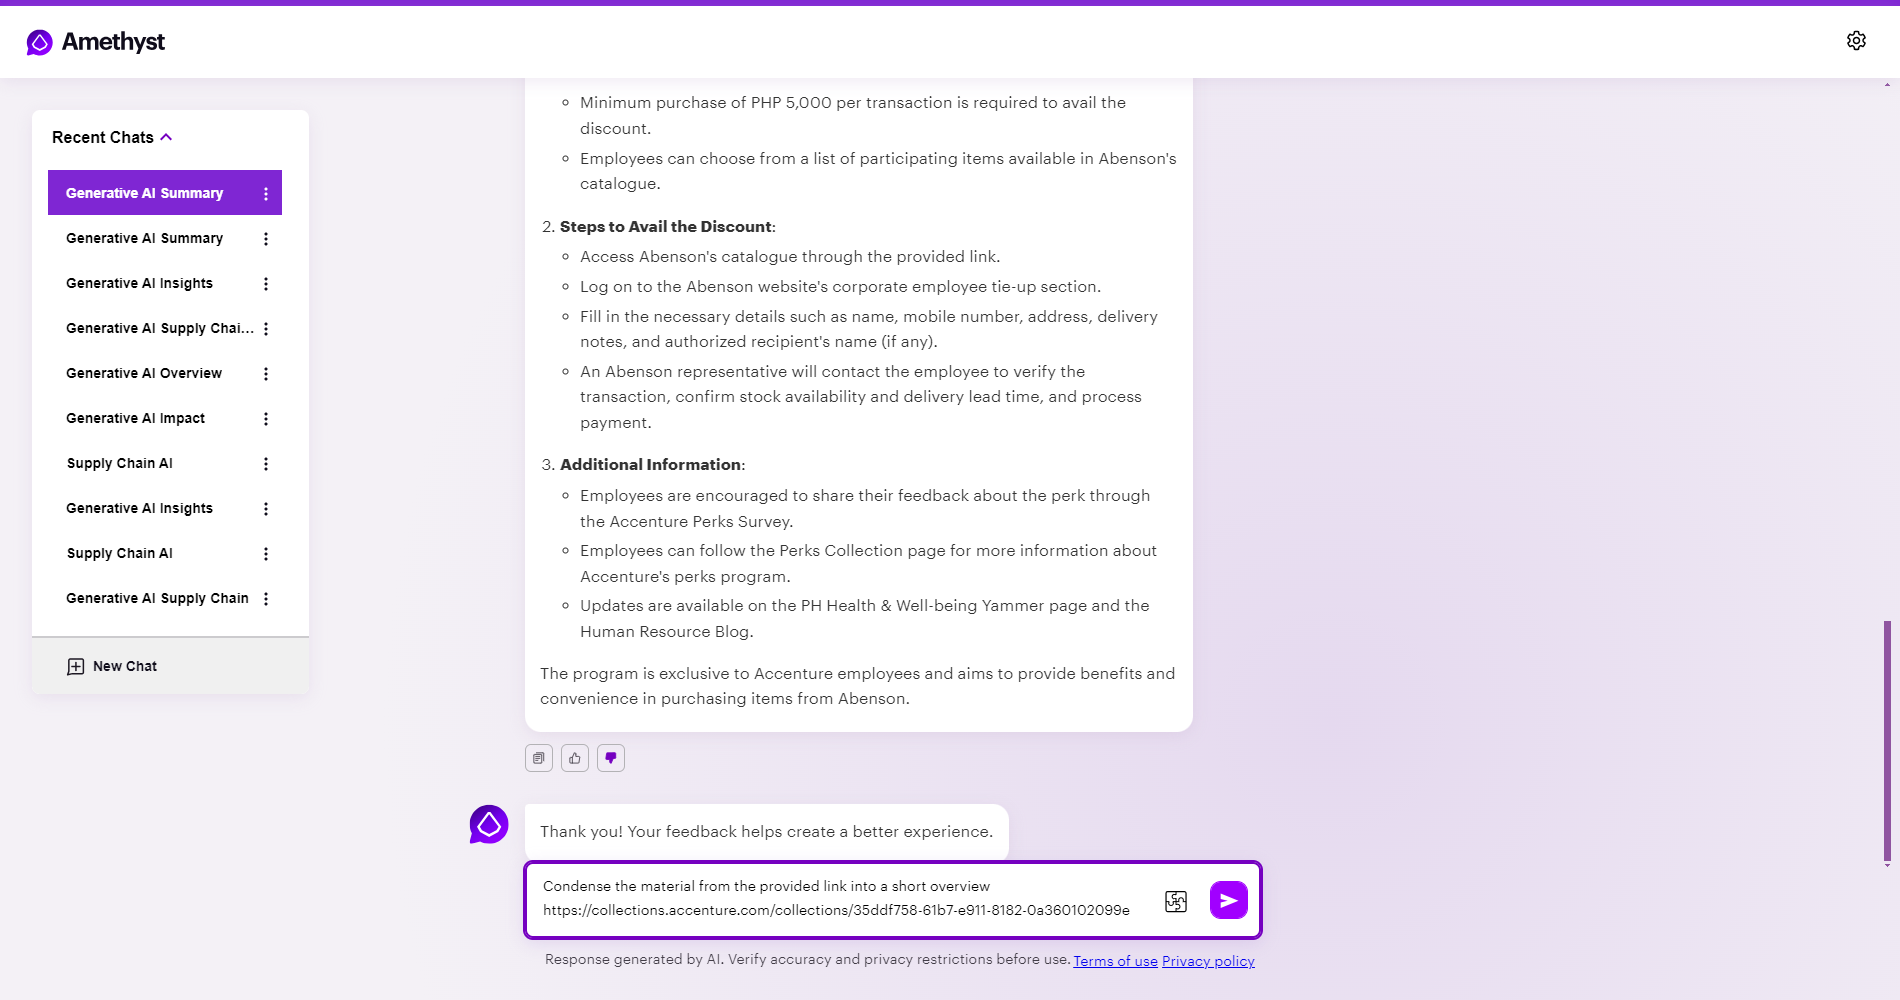 Amethyst
Recent Chats
Generative AI Summary
Generative AI Summary
Generative AI Insights
Generative AI Supply Chai...
Generative AI Overview
Generative AI Impact
Supply Chain AI
Generative AI Insights
Supply Chain AI
Generative AI Supply Chain
New Chat
Minimum purchase of PHP 5,000 per transaction is required to avail the
discount.
Employees can choose from a list of participating items available in Abenson's
catalogue.
2. Steps to Avail the Discount:
Access Abenson's catalogue through the provided link.
Log on to the Abenson website's corporate employee tie-up section.
Fill in the necessary details such as name, mobile number, address, delivery
notes, and authorized recipient's name (if any).
An Abenson representative will contact the employee to verify the
transaction, confirm stock availability and delivery lead time, and process
payment.
3. Additional Information:
Employees are encouraged to share their feedback about the perk through
the Accenture Perks Survey.
Employees can follow the Perks Collection page for more information about
Accenture's perks program.
Updates are available on the PH Health & Well-being Yammer page and the
Human Resource Blog.
The program is exclusive to Accenture employees and aims to provide benefits and
convenience in purchasing items from Abenson.
Thank you! Your feedback helps create a better experience.
Condense the material from the provided link into a short overview
https://collections.accenture.com/collections/35ddf758-61b7-e911-8182-0a360102099e
Response generated by AI. Verify accuracy and privacy restrictions before use. Terms of use Privacy policy